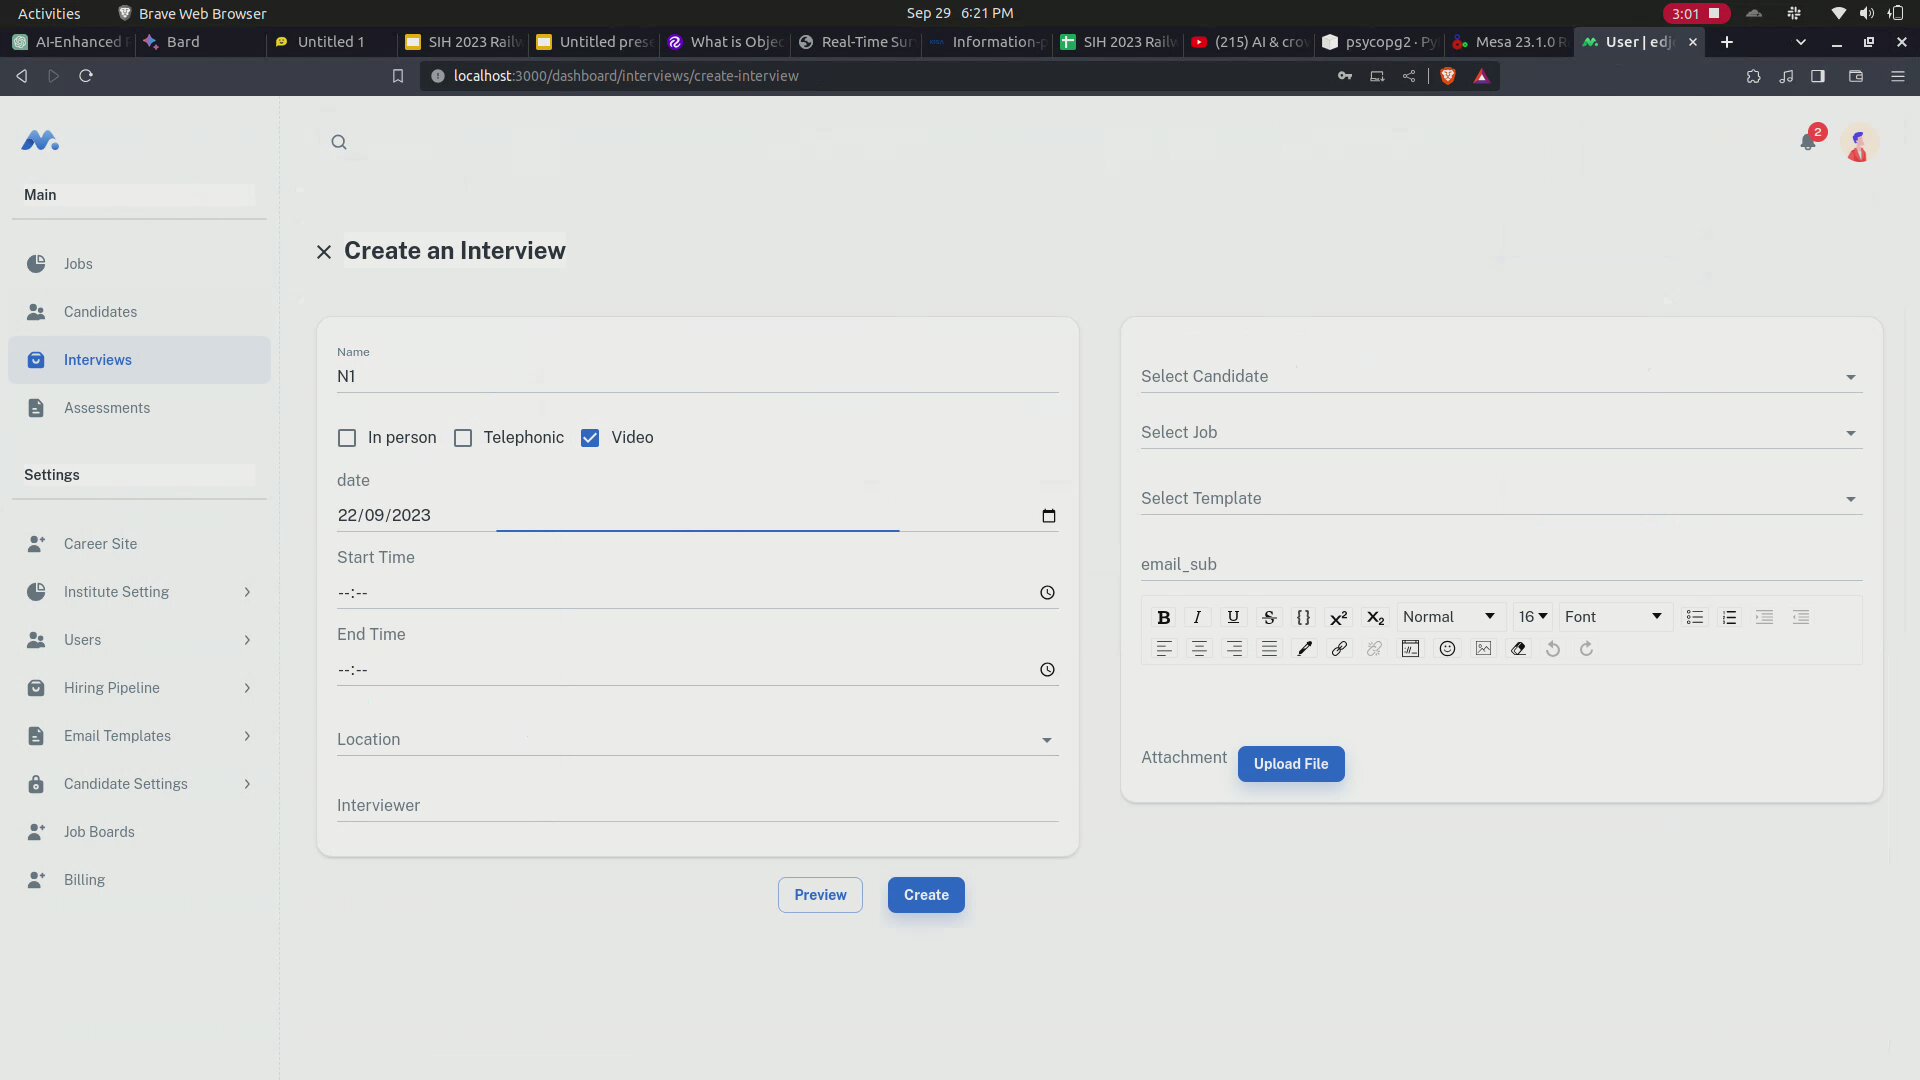 Activities
Brave Web Browser
Sep 29 6:21 PM
3:01
AI-Enhanced
Bard
Untitled 1
SIH 2023 Railw
Untitled prese
What is Objec
Real-Time Sur
Information-p
SIH 2023 Railw
(215) AI & crow
psycopg2 · Py
Mesa 23.1.0 R
User | edj
localhost:3000/dashboard/interviews/create-interview
2
Main
Jobs
Candidates
Interviews
Assessments
Settings
Career Site
Institute Setting
Users
Hiring Pipeline
Email Templates
Candidate Settings
Job Boards
Billing
Create an Interview
Name
N1
In person
Telephonic
Video
date
22/09/2023
Start Time
--:--
End Time
--:--
Location
Interviewer
Select Candidate
Select Job
Select Template
email_sub
Normal
16
Font
Attachment
Upload File
Preview
Create